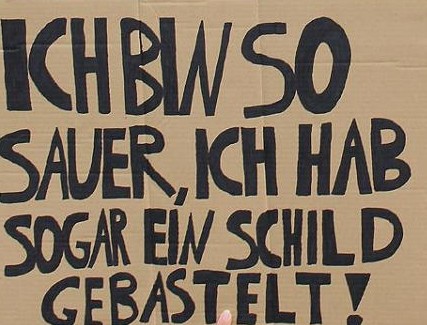 ICH BIN SO
SAUER, ICH HAB
SOGAR EIN SCHILD
GEBASTELT!